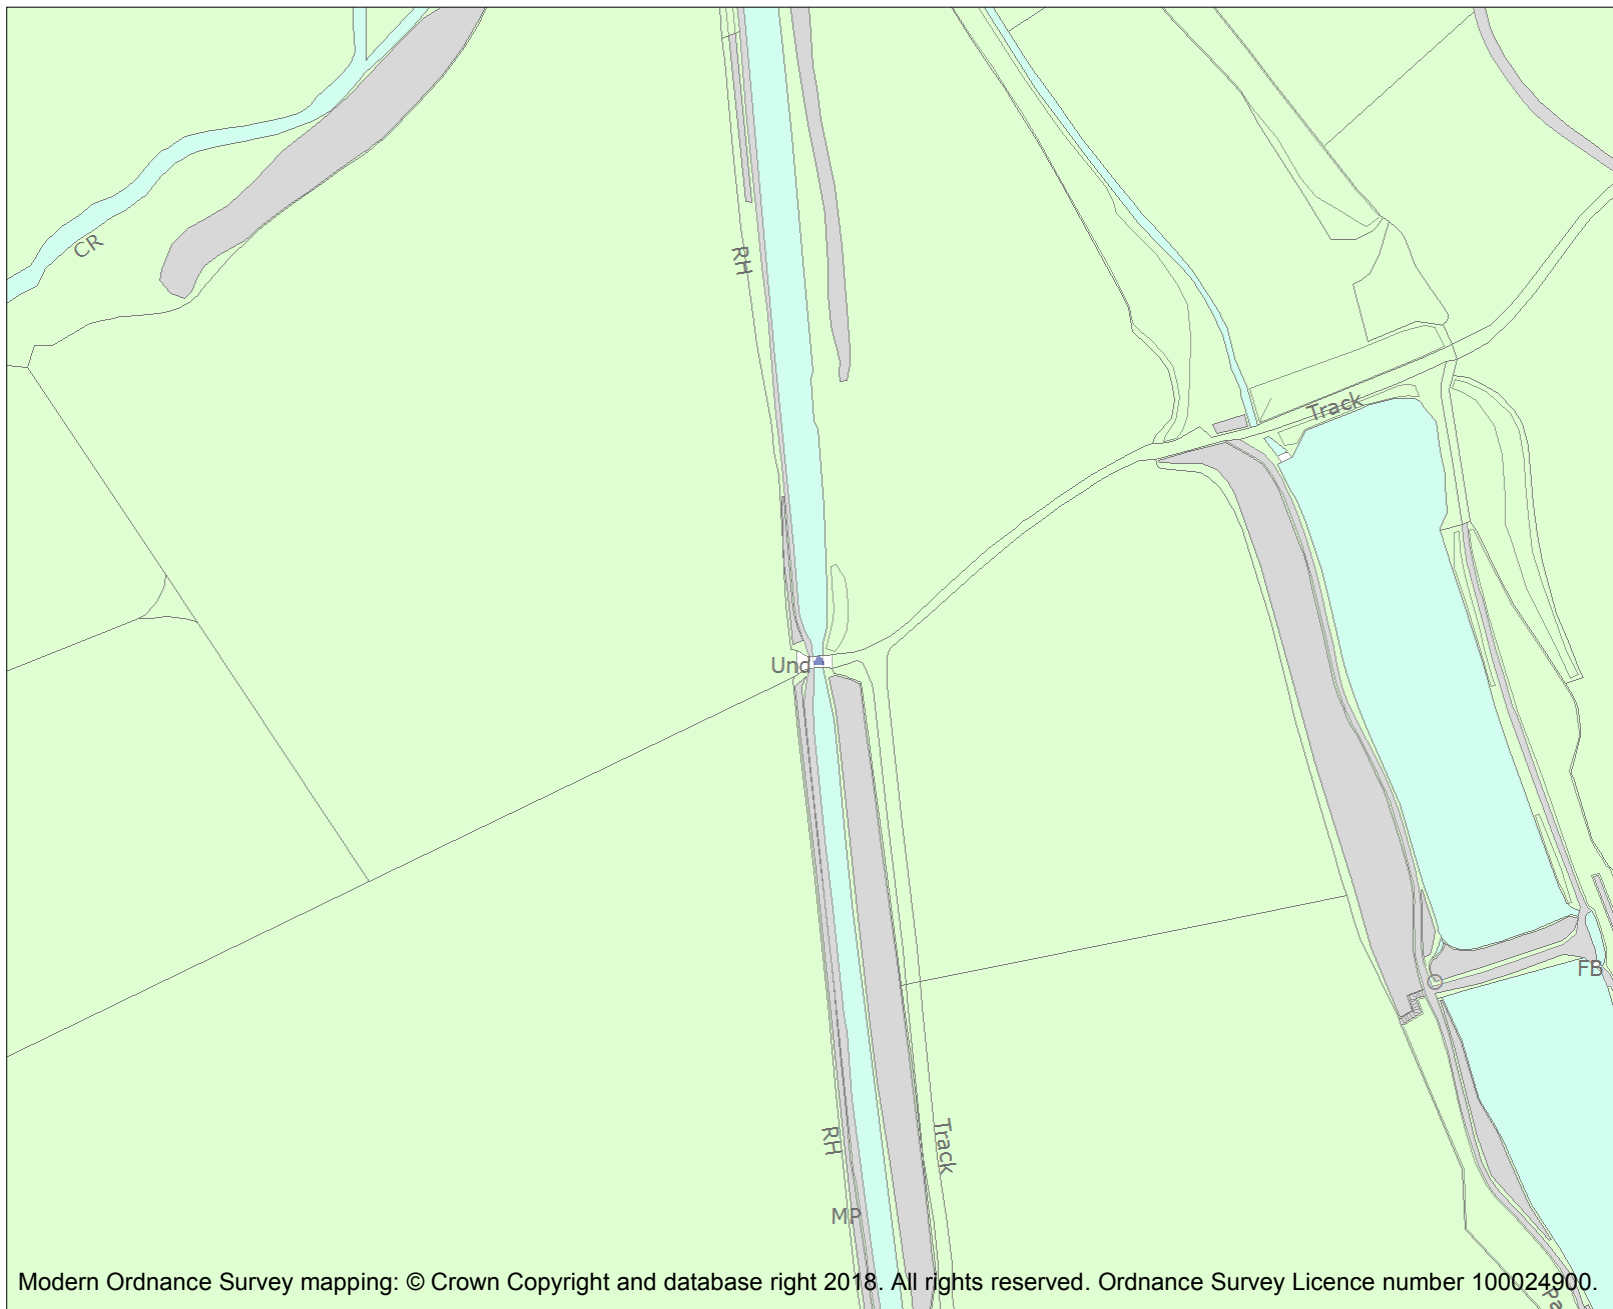 CR
RH
Track
Und
FB
RH
Track
MP
Modern Ordnance Survey mapping: © Crown Copyright and database right 2018. All rights reserved. Ordnance Survey Licence number 100024900.